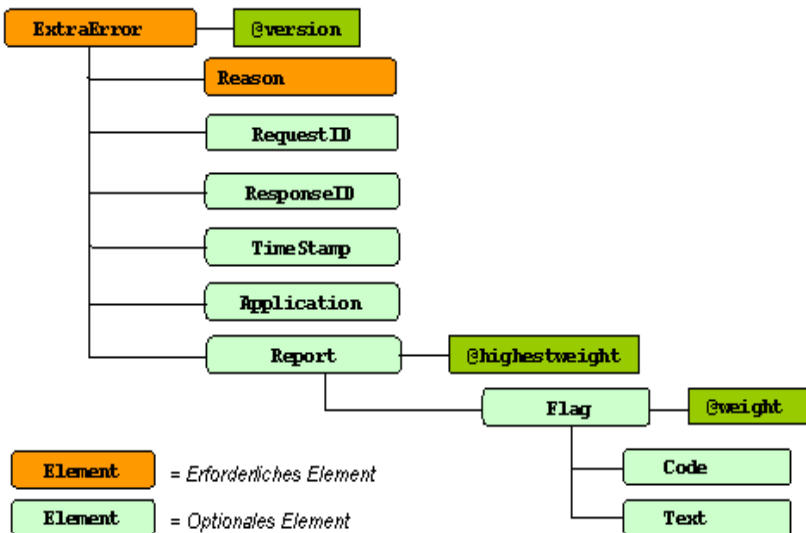 ExtraError @version
Reason
RequestID
ResponseID
TimeStamp
Application
Report @highestweight
Flag @weight
Element = Erforderliches Element
Code
Element = Optionales Element
Text